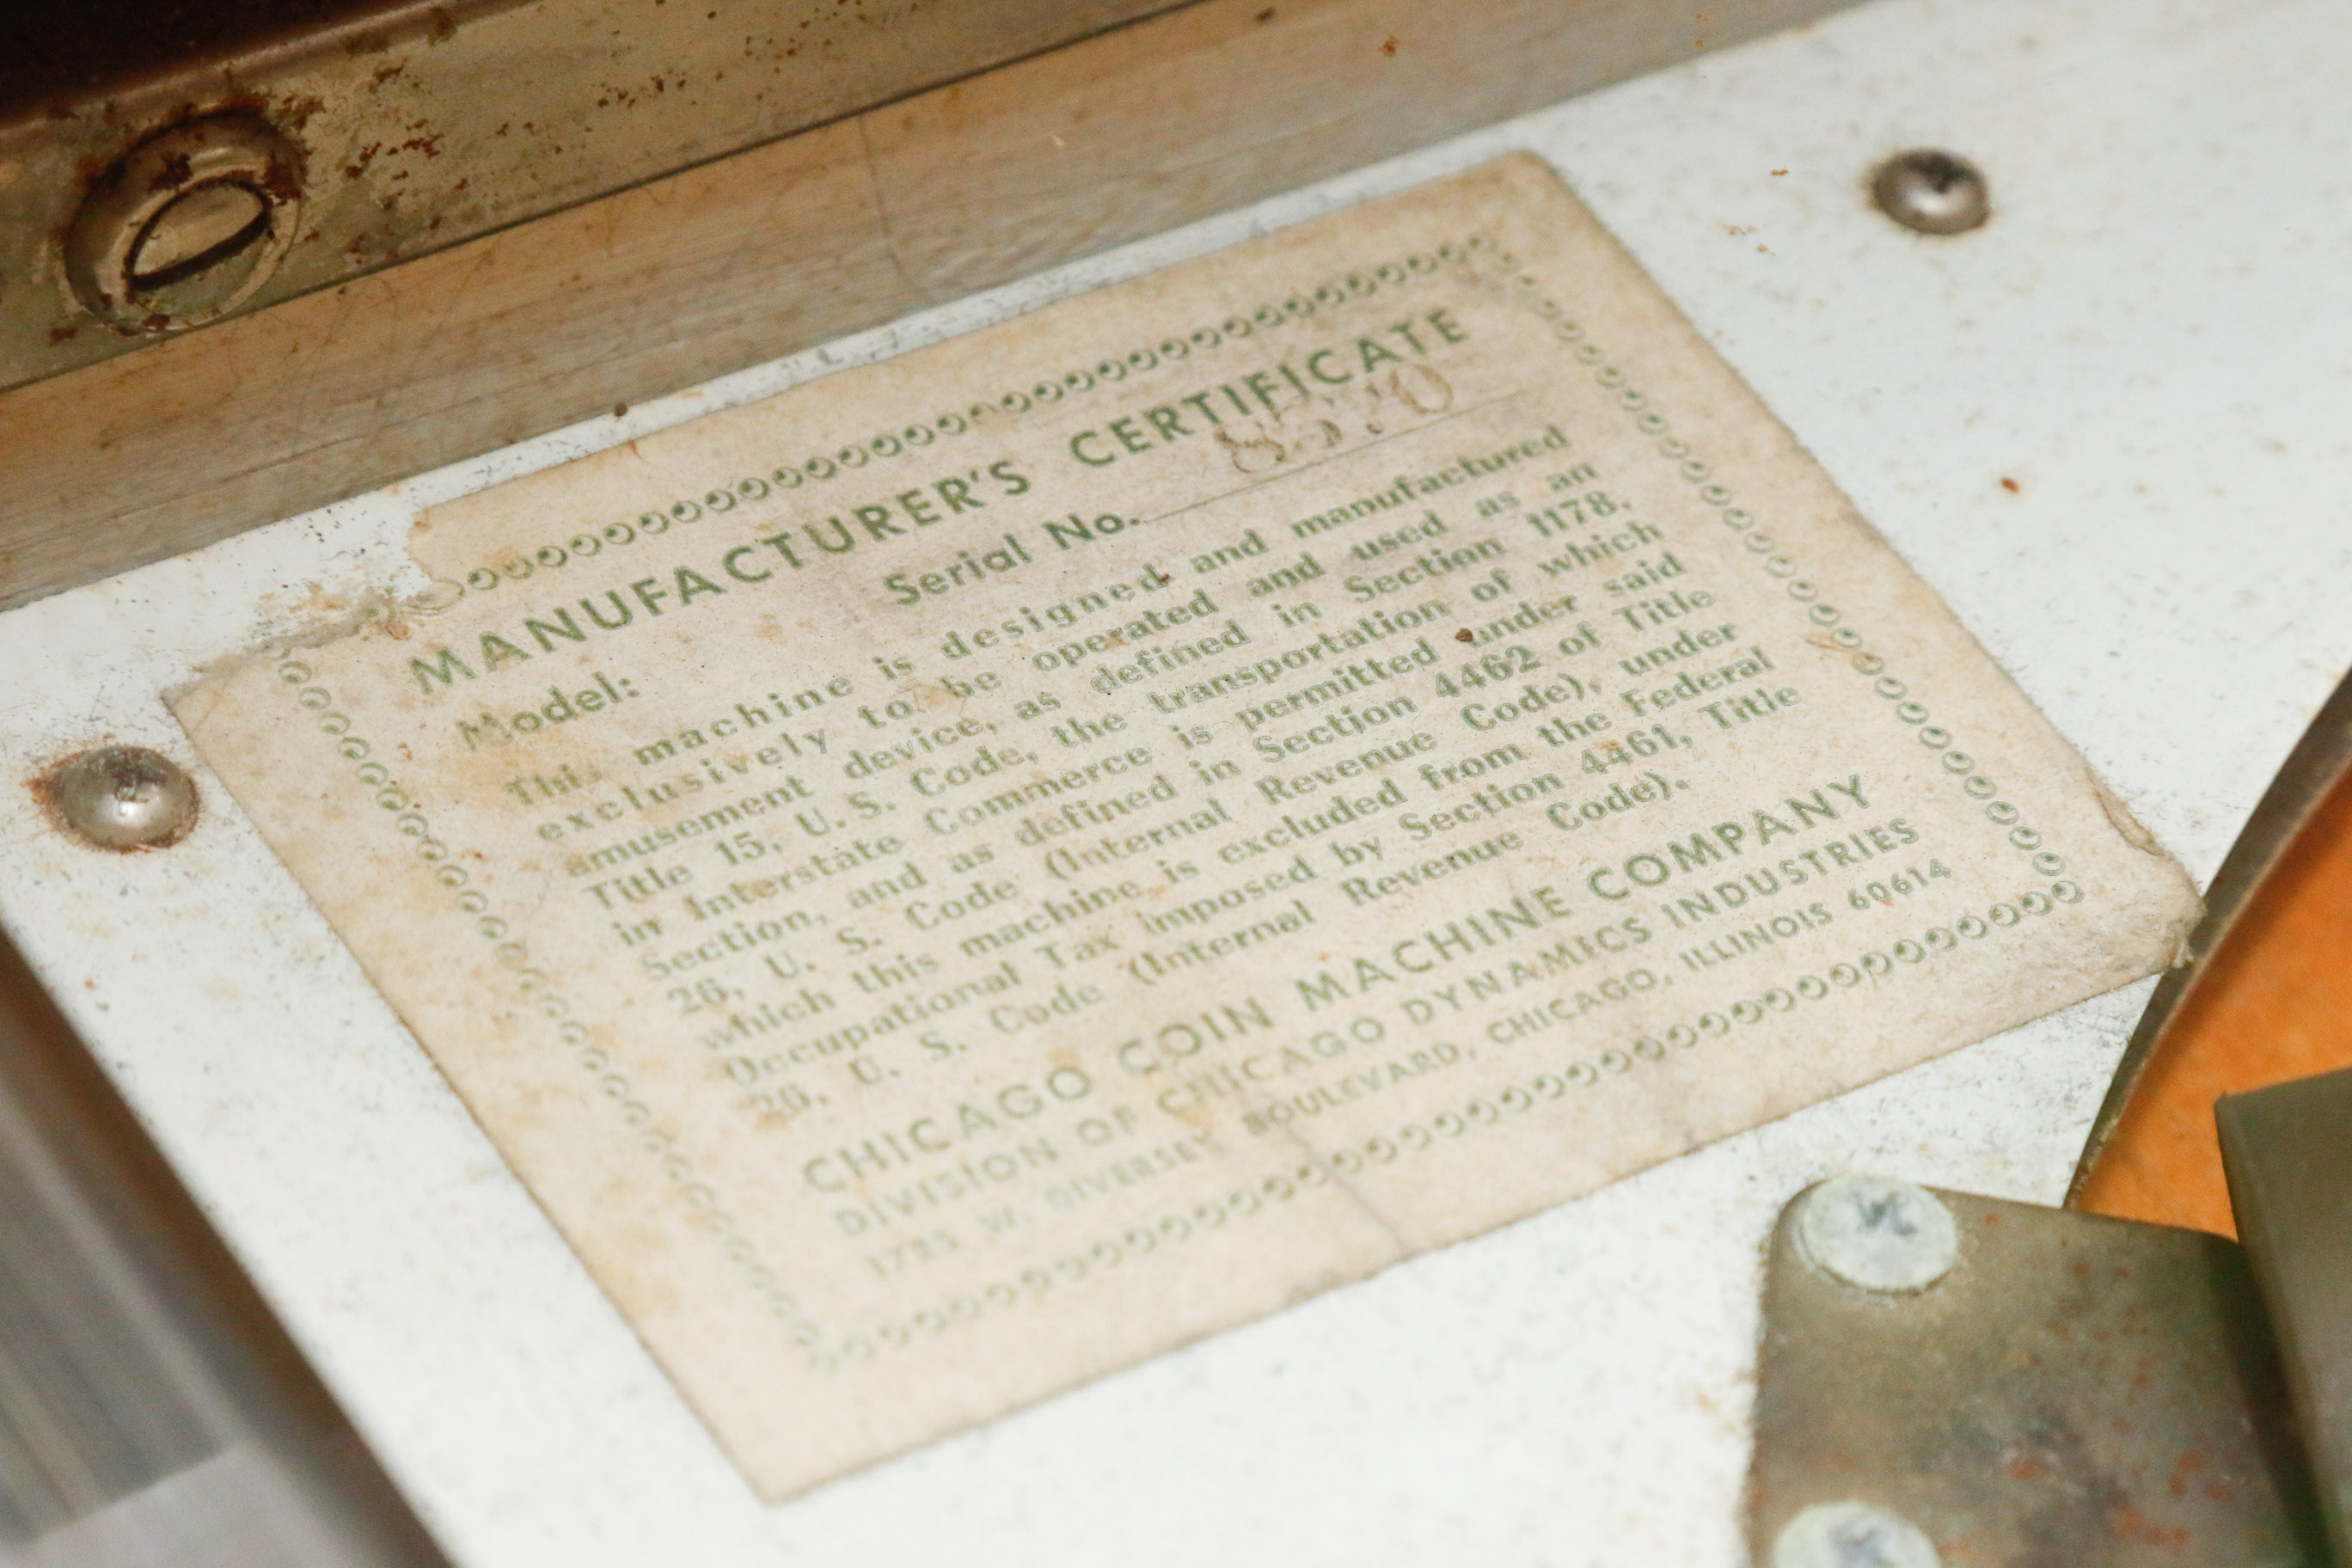 MANUFACTURER'S CERTIFICATE
Model: Serial No.
This machine is designed and manufactured
exclusively to be operated and used as an
amusement device, as defined in Section 1178,
Title 15, U. S. Code, the transportation of which
in Interstate Commerce is permitted under said
Section, and as defined in Section 4462 of Title
26, U. S. Code (Internal Revenue Code), under
which this machine is excluded from the Federal
Occupational Tax imposed by Section 4461, Title
26, U. S. Code (Internal Revenue Code).
CHICAGO COIN MACHINE COMPANY
DIVISION OF CHICAGO DYNAMICS INDUSTRIES
1725 W. DIVERSEY BOULEVARD, CHICAGO, ILLINOIS 60614